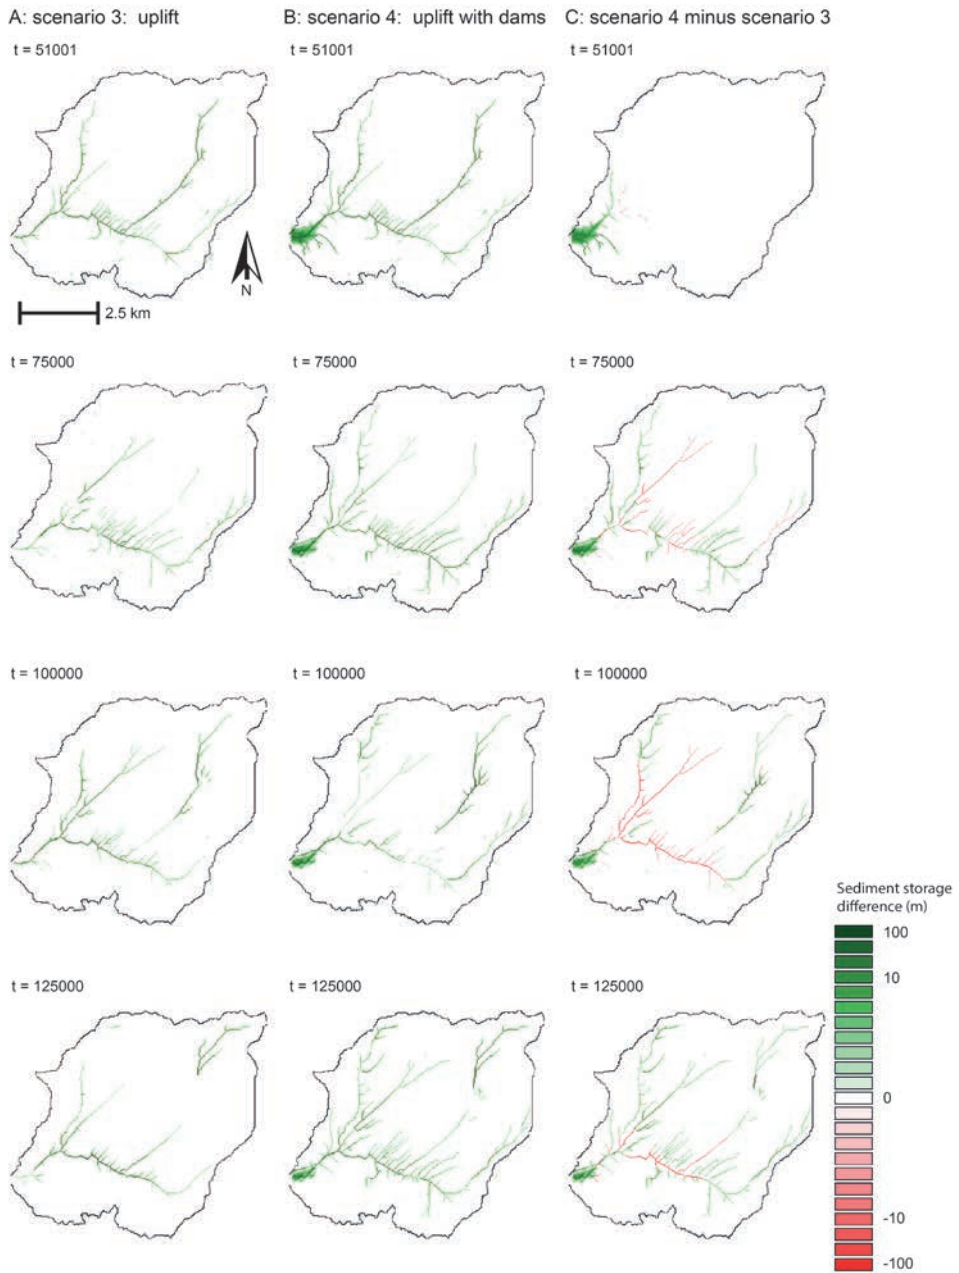 A: scenario 3: uplift
B: scenario 4: uplift with dams
C: scenario 4 minus scenario 3
t = 51001
t = 51001
t = 51001
N
2.5 km
t = 75000
t = 75000
t = 75000
t = 100000
t = 100000
t = 100000
Sediment storage
difference (m)
100
10
0
-10
-100
t = 125000
t = 125000
t = 125000